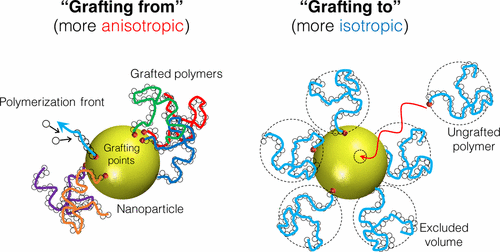 “Grafting from”
(more anisotropic)
Grafted polymers
Polymerization front
Grafting
points
Nanoparticle
“Grafting to”
(more isotropic)
Ungrafted
polymer
Excluded
volume